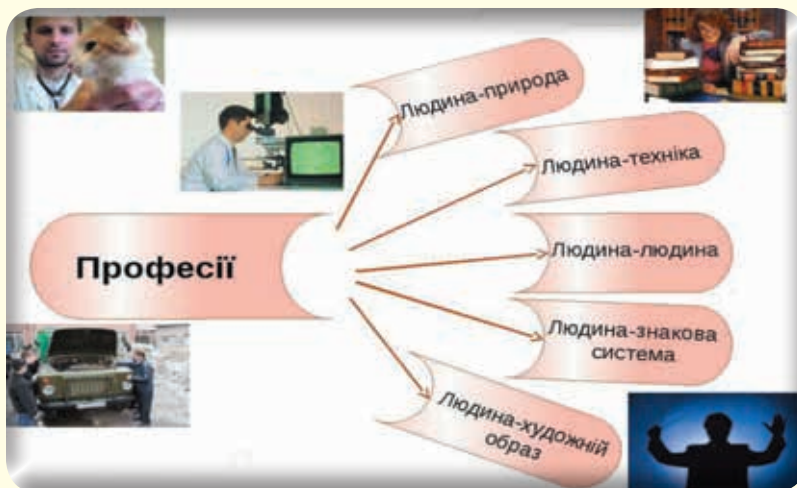 Професії
Людина-природа
Людина-техніка
Людина-людина
Людина-знакова
система
Людина-художній
образ